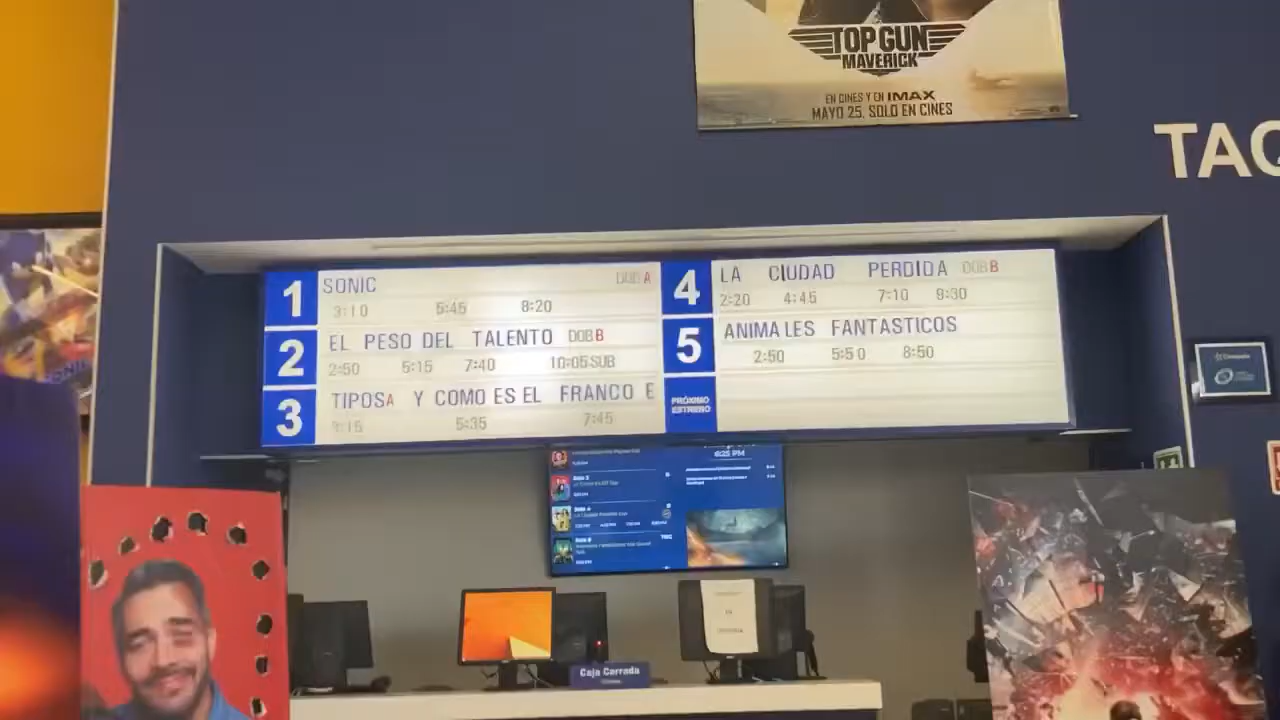 TOP GUN
MAVERICK
EN CINES Y EN IMAX
MAYO 25, SOLO EN CINES
TAQ
1 SONIC DOB A
3:10 5:45 8:20
2 EL PESO DEL TALENTO DOB B
2:50 5:15 7:40 10:05 SUB
3 TIPOSA Y COMO ES EL FRANCO E
5:35 7:45
4 LA CIUDAD PERDIDA DOB B
2:20 4:45 7:10 9:30
5 ANIMALES FANTASTICOS
2:50 5:50 8:50
PRÓXIMO
ESTRENO
6:25 PM
Caja Cerrada